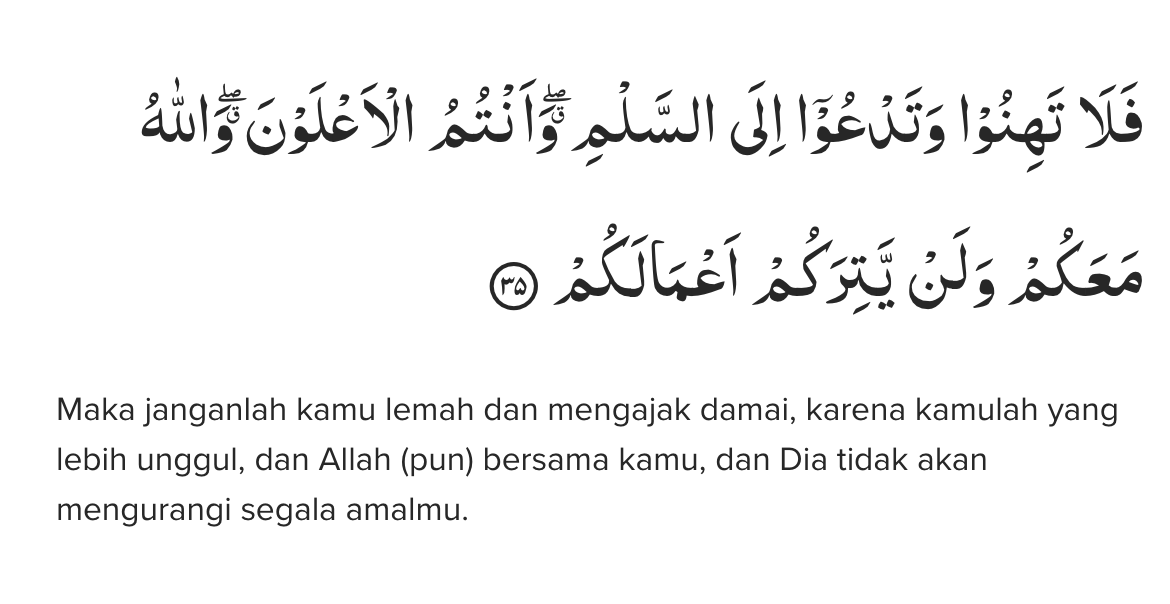 فَلَا تَهِنُوْا وَتَدْعُوْٓا اِلَى السَّلْمِۖ وَاَنْتُمُ الْاَعْلَوْنَۗ وَاللّٰهُ
مَعَكُمْ وَلَنْ يَّتِرَكُمْ اَعْمَالَكُمْ ۝٣٥
Maka janganlah kamu lemah dan mengajak damai, karena kamulah yang
lebih unggul, dan Allah (pun) bersama kamu, dan Dia tidak akan
mengurangi segala amalmu.